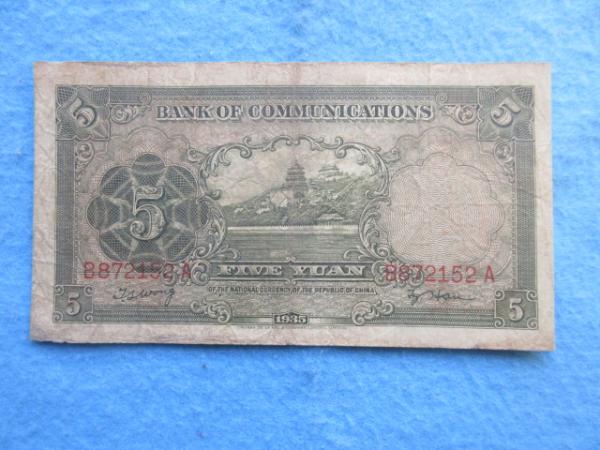 5 5
BANK OF COMMUNICATIONS
5
B872152 A B872152 A
FIVE YUAN
OF THE NATIONAL CURRENCY OF THE REPUBLIC OF CHINA
5 5
1935